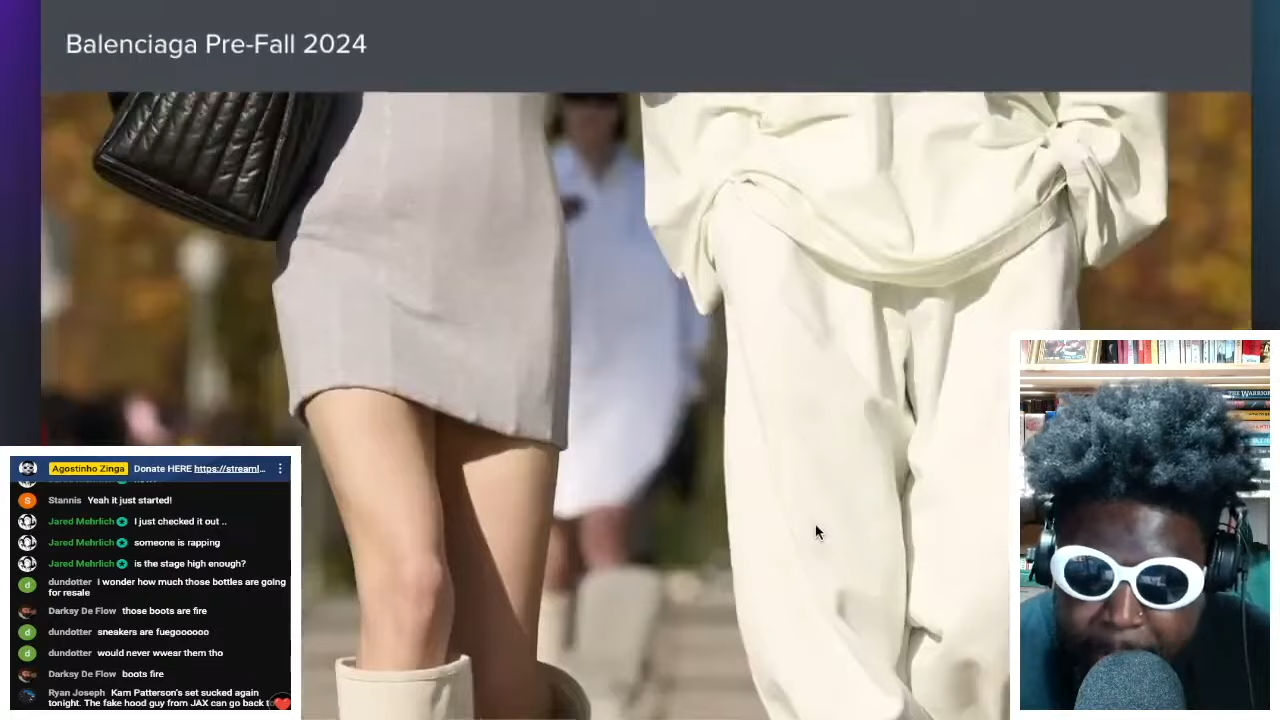 Balenciaga Pre-Fall 2024
THE WARRIOR
Agostinho Zinga Donate HERE https://streaml...
S Stannis Yeah it just started!
Jared Mehrlich I just checked it out ..
Jared Mehrlich someone is rapping
Jared Mehrlich is the stage high enough?
d dundotter I wonder how much those bottles are going
for resale
Darksy De Flow those boots are fire
d dundotter sneakers are fuegoooooo
d dundotter would never wwear them tho
Darksy De Flow boots fire
Ryan Joseph Kam Patterson's set sucked again
tonight. The fake hood guy from JAX can go back t